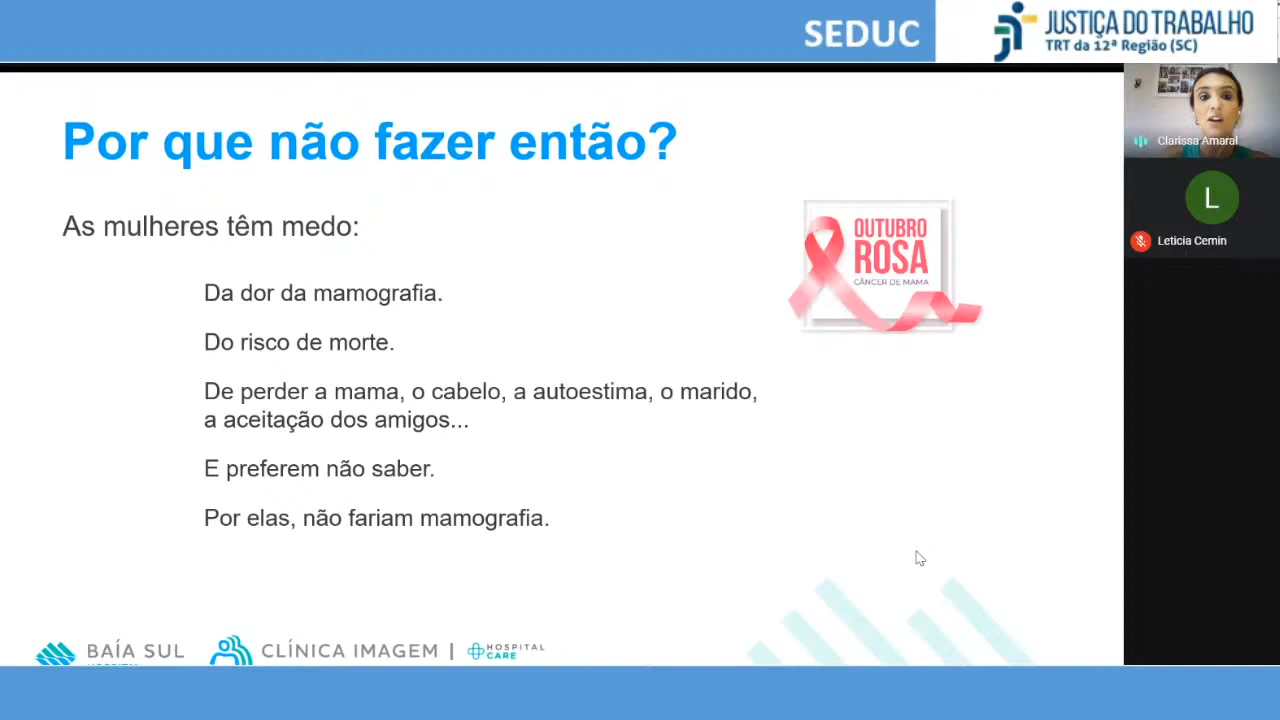 SEDUC
JUSTIÇA DO TRABALHO
TRT da 12ª Região (SC)
Clarissa Amaral
L
Leticia Cemin
Por que não fazer então?
As mulheres têm medo:
Da dor da mamografia.
Do risco de morte.
De perder a mama, o cabelo, a autoestima, o marido,
a aceitação dos amigos...
E preferem não saber.
Por elas, não fariam mamografia.
OUTUBRO
ROSA
CÂNCER DE MAMA
BAÍA SUL
HOSPITAL
CLÍNICA IMAGEM |
HOSPITAL
CARE